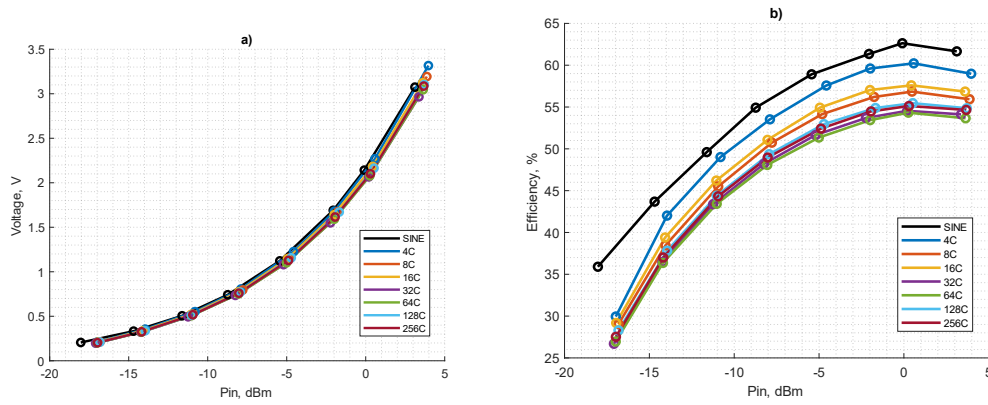 a)
3.5
3
2.5
2
1.5
1
0.5
0
Voltage, V
-20
-15
-10
-5
0
5
Pin, dBm
SINE
4C
8C
16C
32C
64C
128C
256C
b)
65
60
55
50
45
40
35
30
25
Efficiency, %
-20
-15
-10
-5
0
5
Pin, dBm
SINE
4C
8C
16C
32C
64C
128C
256C